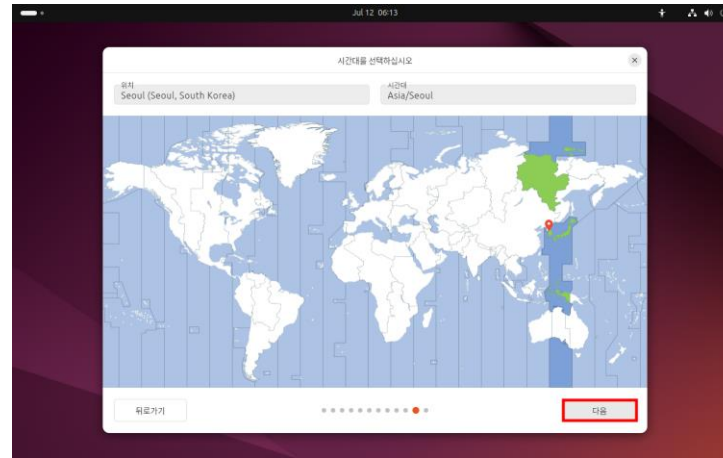 Jul 12 06:13
시간대를 선택하십시오
위치
Seoul (Seoul, South Korea)
시간대
Asia/Seoul
뒤로가기
다음